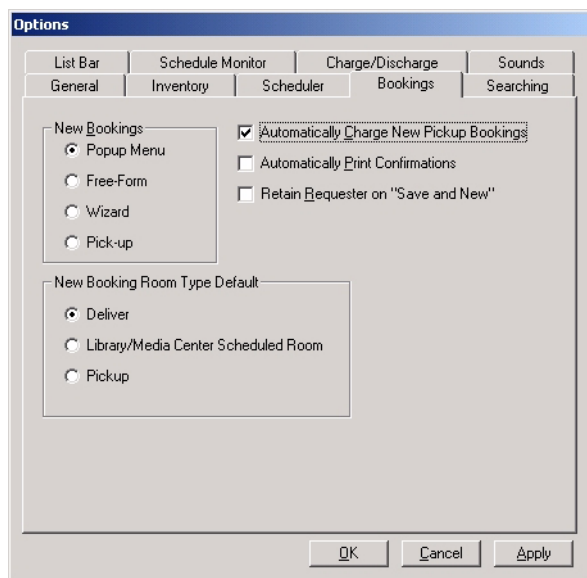 Options
List Bar Schedule Monitor Charge/Discharge Sounds
General Inventory Scheduler Bookings Searching
New Bookings
Popup Menu
Free-Form
Wizard
Pick-up
Automatically Charge New Pickup Bookings
Automatically Print Confirmations
Retain Requester on "Save and New"
New Booking Room Type Default
Deliver
Library/Media Center Scheduled Room
Pickup
OK Cancel Apply